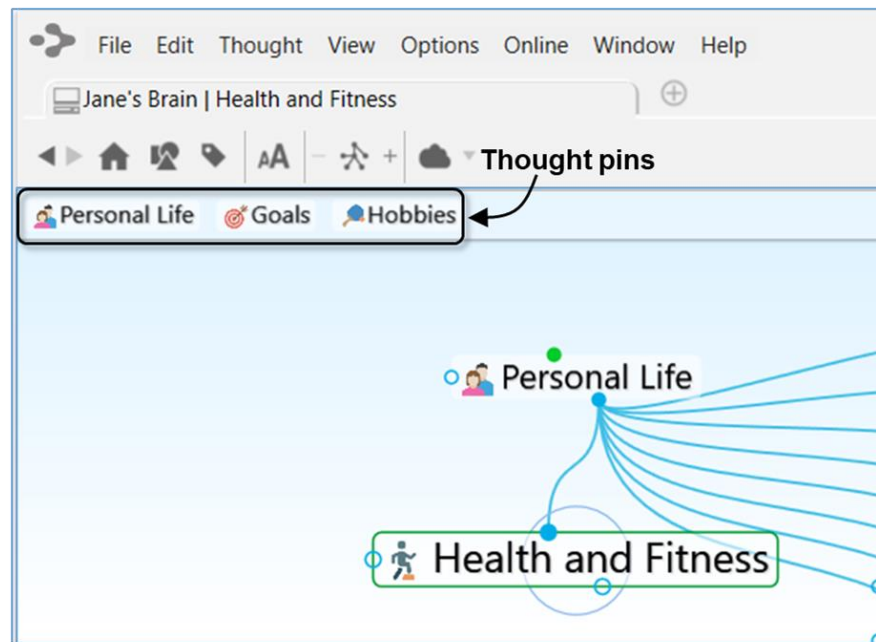 File Edit Thought View Options Online Window Help
Jane's Brain | Health and Fitness
AA
Thought pins
Personal Life Goals Hobbies
Personal Life
Health and Fitness